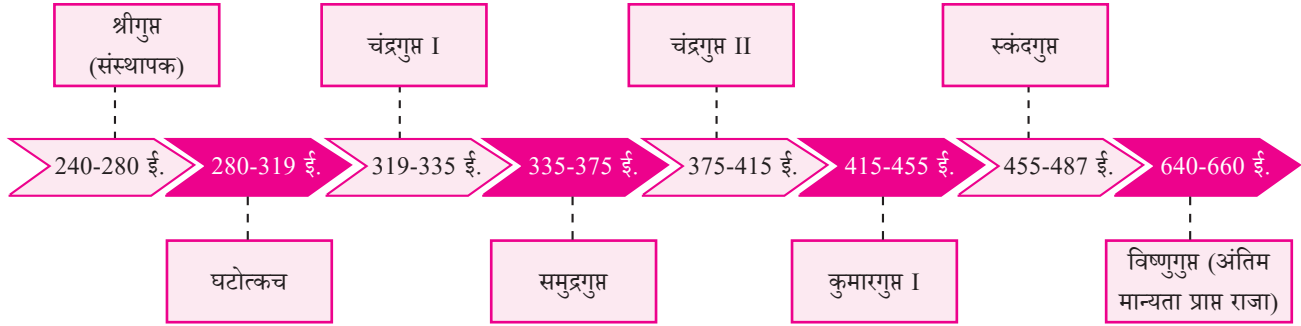 श्रीगुप्त
(संस्थापक)
चंद्रगुप्त I
चंद्रगुप्त II
स्कंदगुप्त
240-280 ई.
280-319 ई.
319-335 ई.
335-375 ई.
375-415 ई.
415-455 ई.
455-487 ई.
640-660 ई.
घटोत्कच
समुद्रगुप्त
कुमारगुप्त I
विष्णुगुप्त (अंतिम
मान्यता प्राप्त राजा)